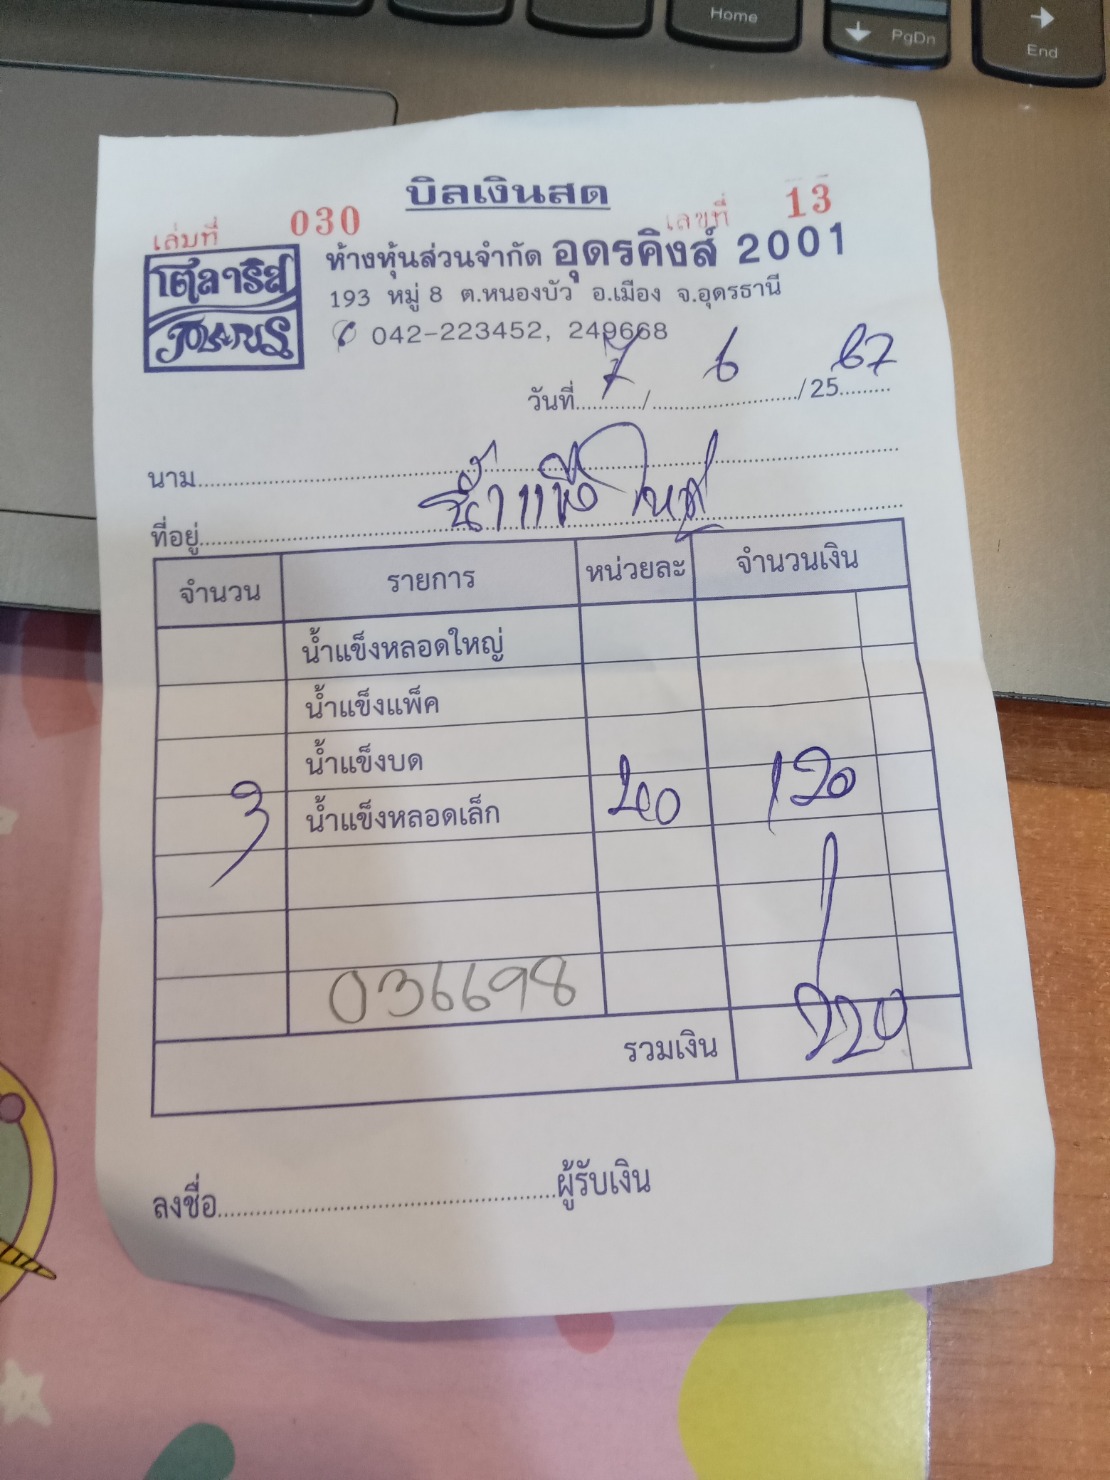 Home
PgDn
End
บิลเงินสด
เล่มที่ 030 เลขที่ 13
โตลาริส
POLARIS
ห้างหุ้นส่วนจำกัด อุดรคิงส์ 2001
193 หมู่ 8 ต.หนองบัว อ.เมือง จ.อุดรธานี
042-223452, 249668
วันที่ 7 / 6 / 25 67
นาม
ที่อยู่ น้ำแข็ง
จำนวน รายการ หน่วยละ จำนวนเงิน
น้ำแข็งหลอดใหญ่
น้ำแข็งแพ็ค
น้ำแข็งบด
3 น้ำแข็งหลอดเล็ก 40 120
036698
รวมเงิน 220
ลงชื่อ ผู้รับเงิน